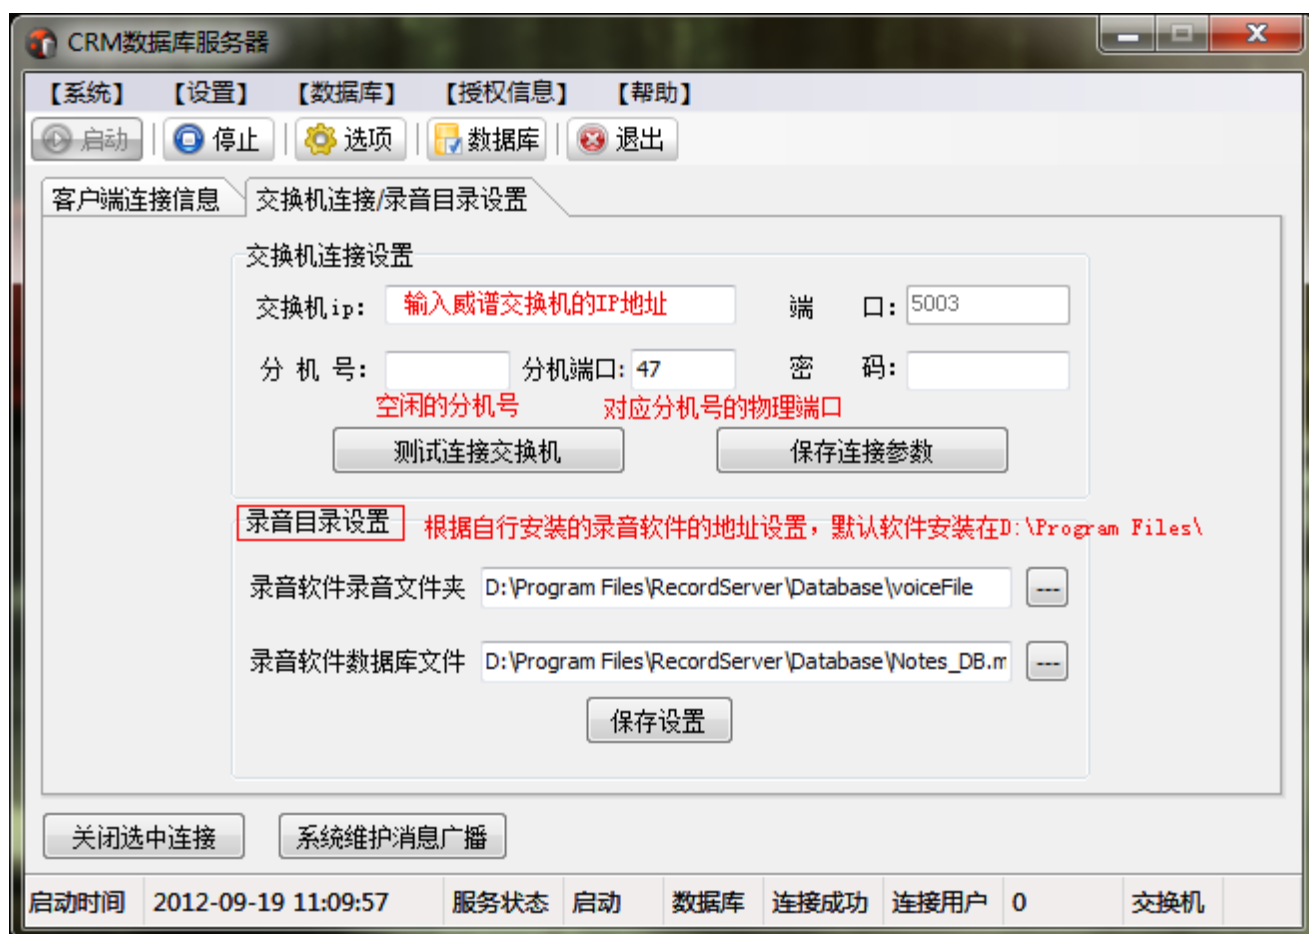 CRM数据库服务器
【系统】 【设置】 【数据库】 【授权信息】 【帮助】
启动 停止 选项 数据库 退出
客户端连接信息 交换机连接/录音目录设置
交换机连接设置
交换机ip: 输入威谱交换机的IP地址 端 口: 5003
分 机 号: 分机端口: 47 密 码:
空闲的分机号 对应分机号的物理端口
测试连接交换机 保存连接参数
录音目录设置 根据自行安装的录音软件的地址设置，默认软件安装在D:\Program Files\
录音软件录音文件夹 D:\Program Files\RecordServer\Database\voiceFile ---
录音软件数据库文件 D:\Program Files\RecordServer\Database\Notes_DB.m ---
保存设置
关闭选中连接 系统维护消息广播
启动时间 2012-09-19 11:09:57 服务状态 启动 数据库 连接成功 连接用户 0 交换机